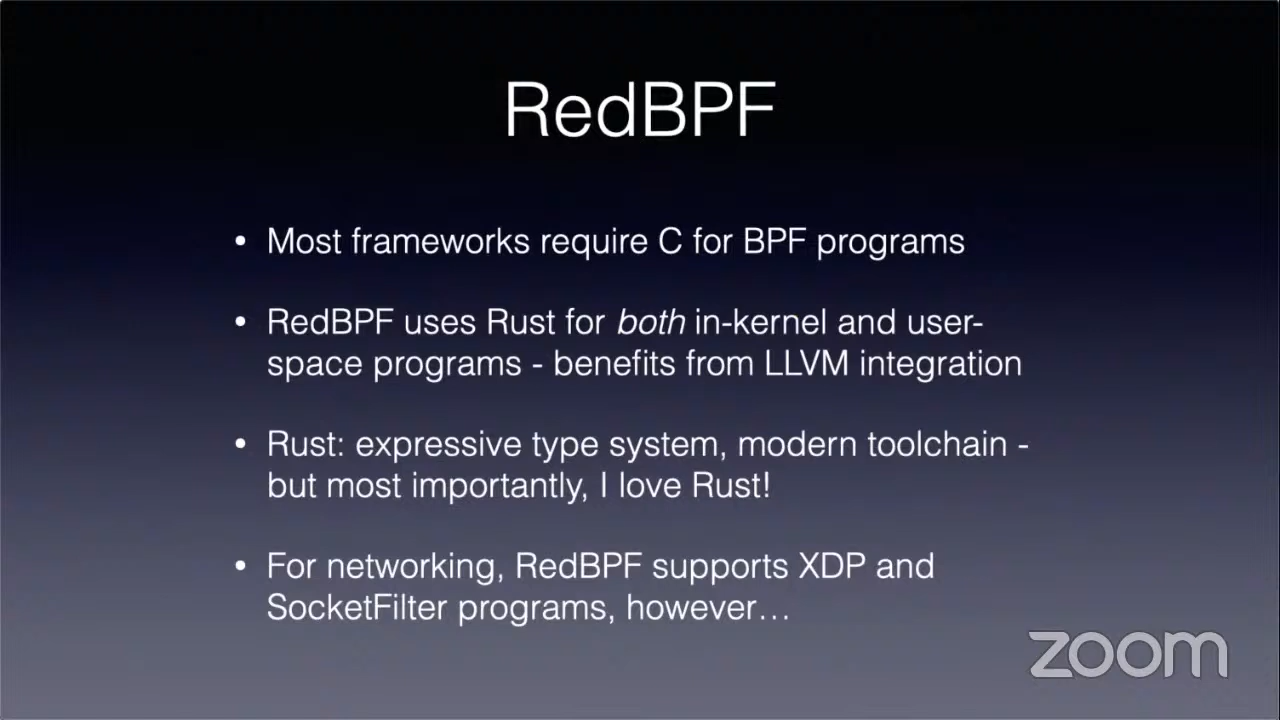 RedBPF
• Most frameworks require C for BPF programs
• RedBPF uses Rust for both in-kernel and user-
space programs - benefits from LLVM integration
• Rust: expressive type system, modern toolchain -
but most importantly, I love Rust!
• For networking, RedBPF supports XDP and
SocketFilter programs, however…
zoom